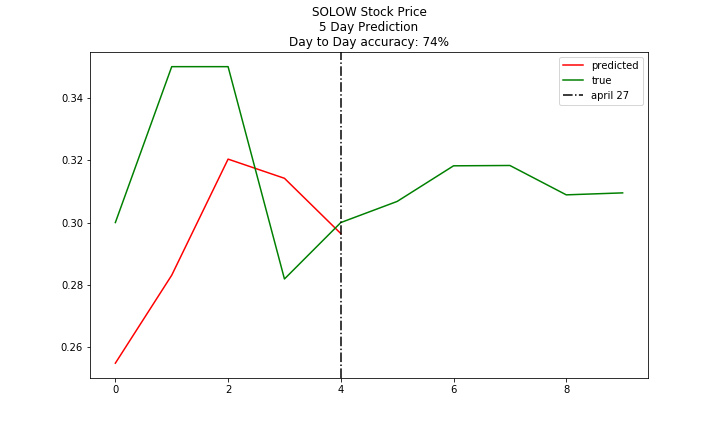 SOLOW Stock Price
5 Day Prediction
Day to Day accuracy: 74%
predicted
true
april 27
0.34
0.32
0.30
0.28
0.26
0 2 4 6 8